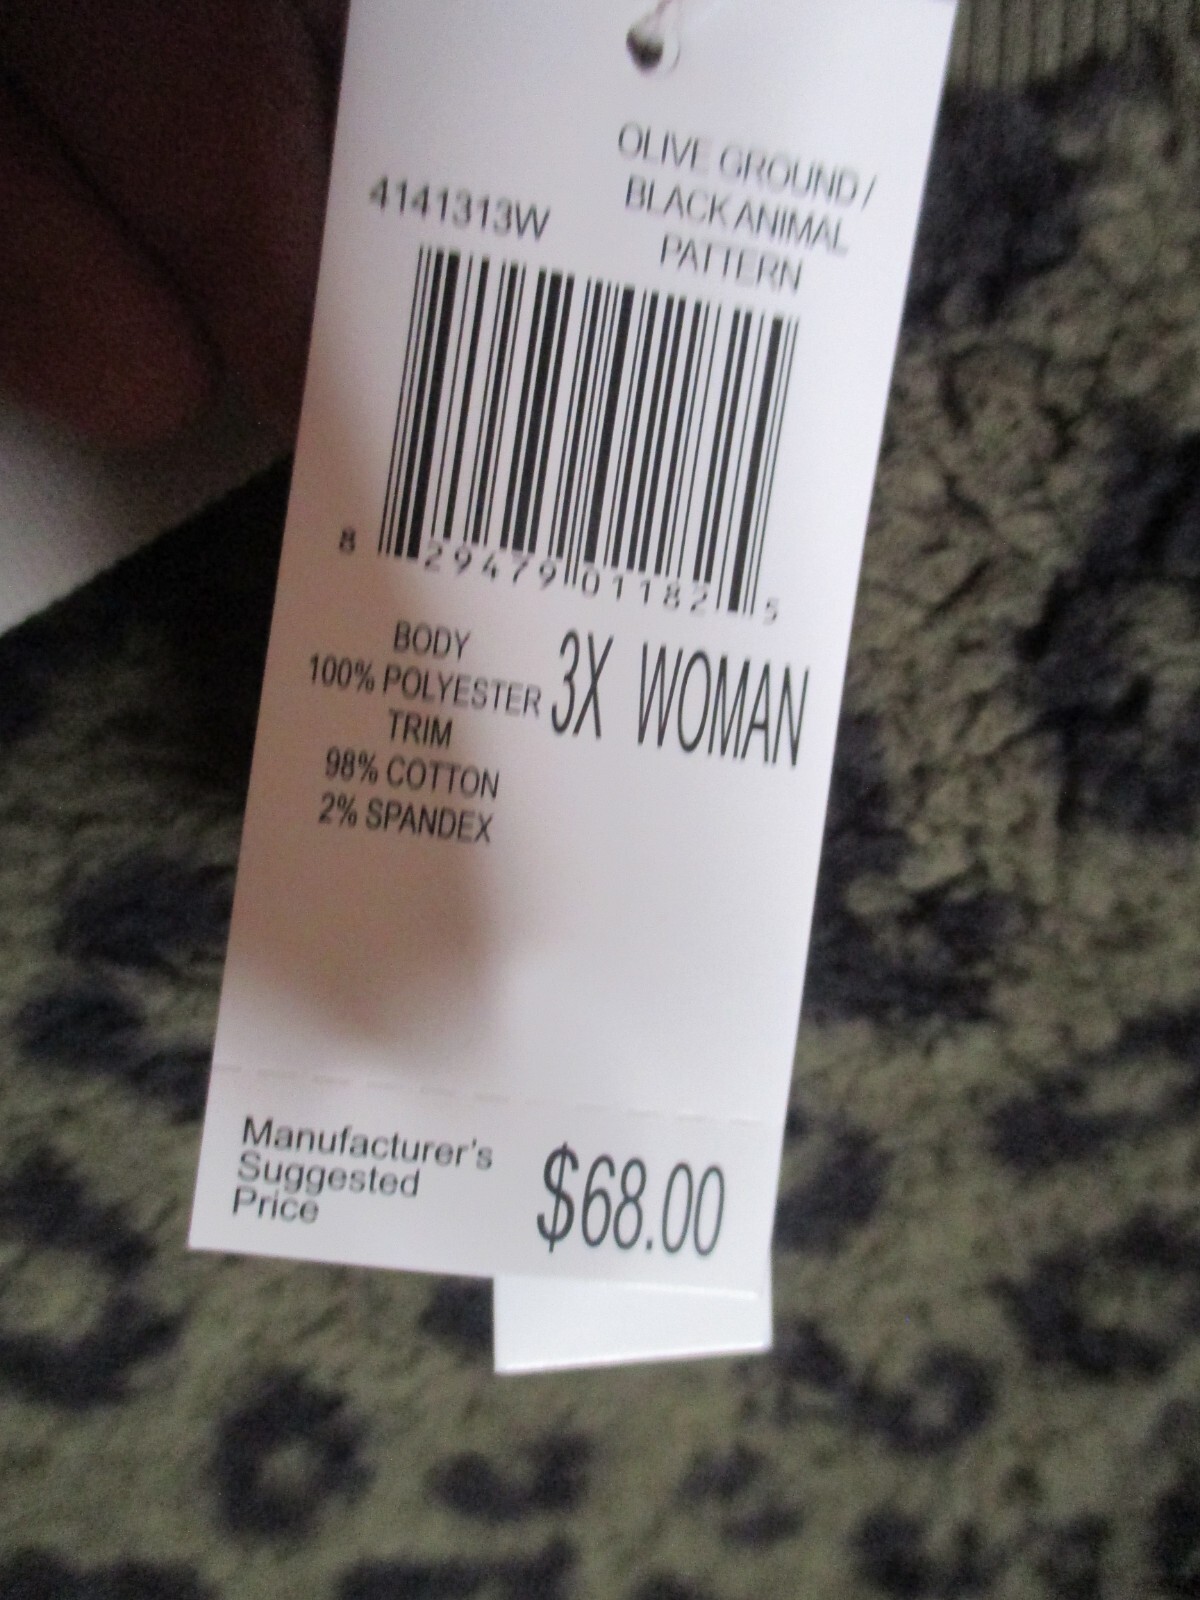 OLIVE GROUND/
BLACK ANIMAL
PATTERN
4141313W
8 29479 01182 5
BODY
100% POLYESTER
TRIM
98% COTTON
2% SPANDEX
3X WOMAN
Manufacturer's
Suggested
Price
$68.00